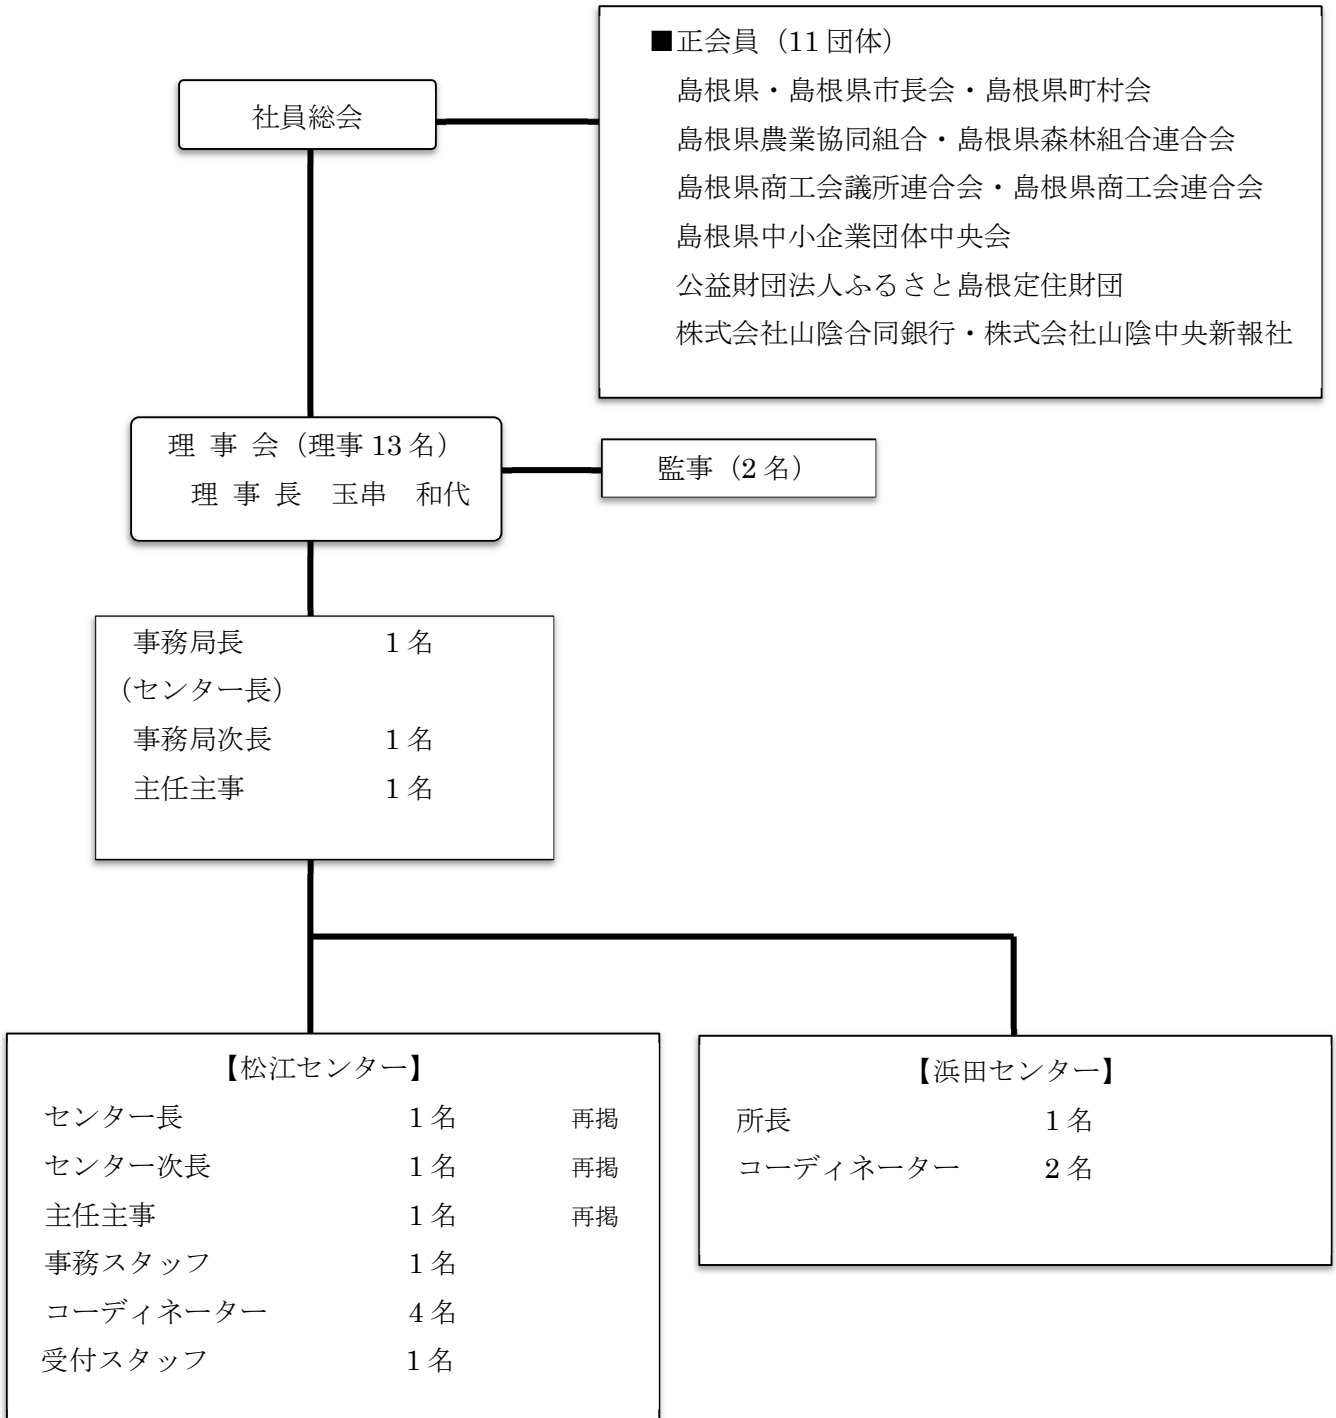 社員総会
■正会員（11団体）
島根県・島根県市長会・島根県町村会
島根県農業協同組合・島根県森林組合連合会
島根県商工会議所連合会・島根県商工会連合会
島根県中小企業団体中央会
公益財団法人ふるさと島根定住財団
株式会社山陰合同銀行・株式会社山陰中央新報社
理 事 会（理事13名）
理 事 長　玉串　和代
監事（2名）
事務局長 1名
（センター長）
事務局次長 1名
主任主事 1名
【松江センター】
センター長 1名 再掲
センター次長 1名 再掲
主任主事 1名 再掲
事務スタッフ 1名
コーディネーター 4名
受付スタッフ 1名
【浜田センター】
所長 1名
コーディネーター 2名